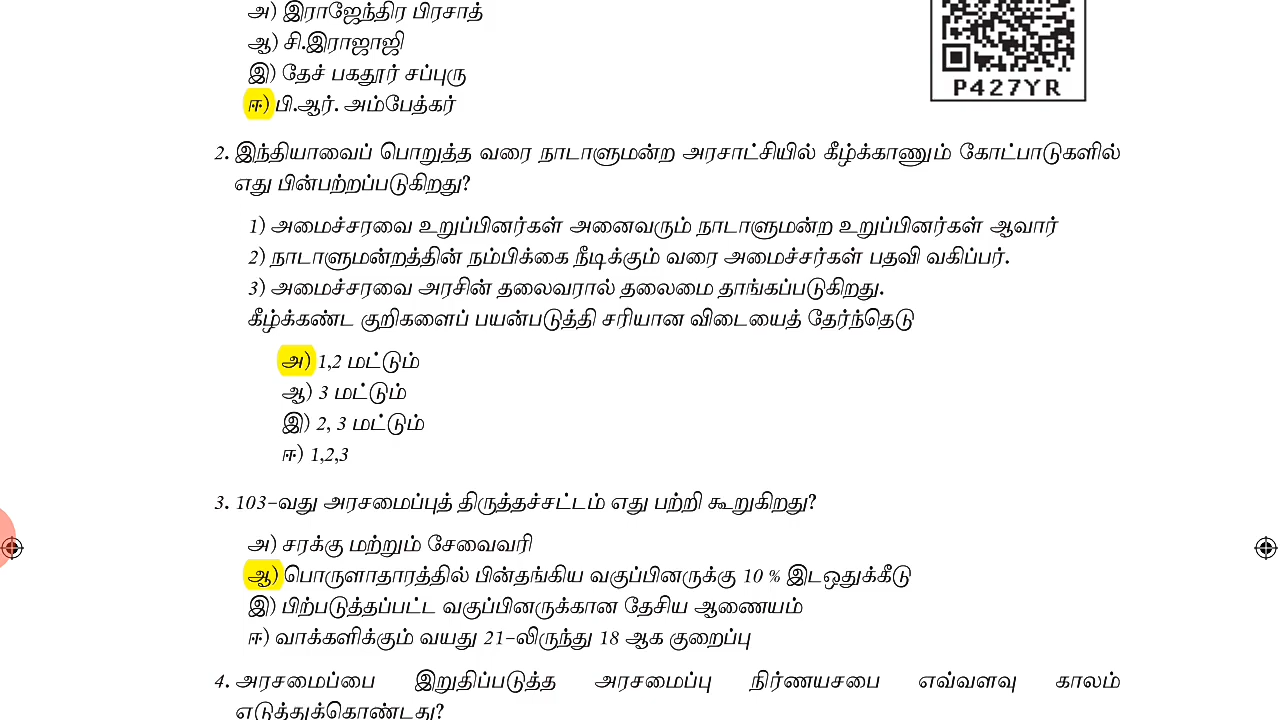 அ) இராஜேந்திர பிரசாத்
ஆ) சி.இராஜாஜி
இ) தேச் பகதூர் சப்புரு
ஈ) பி.ஆர். அம்பேத்கர்
P427YR
2. இந்தியாவைப் பொறுத்த வரை நாடாளுமன்ற அரசாட்சியில் கீழ்க்காணும் கோட்பாடுகளில்
எது பின்பற்றப்படுகிறது?
1) அமைச்சரவை உறுப்பினர்கள் அனைவரும் நாடாளுமன்ற உறுப்பினர்கள் ஆவார்
2) நாடாளுமன்றத்தின் நம்பிக்கை நீடிக்கும் வரை அமைச்சர்கள் பதவி வகிப்பர்.
3) அமைச்சரவை அரசின் தலைவரால் தலைமை தாங்கப்படுகிறது.
கீழ்க்கண்ட குறிகளைப் பயன்படுத்தி சரியான விடையைத் தேர்ந்தெடு
அ) 1,2 மட்டும்
ஆ) 3 மட்டும்
இ) 2, 3 மட்டும்
ஈ) 1,2,3
3. 103-வது அரசமைப்புத் திருத்தச்சட்டம் எது பற்றி கூறுகிறது?
அ) சரக்கு மற்றும் சேவைவரி
ஆ) பொருளாதாரத்தில் பின்தங்கிய வகுப்பினருக்கு 10 % இடஒதுக்கீடு
இ) பிற்படுத்தப்பட்ட வகுப்பினருக்கான தேசிய ஆணையம்
ஈ) வாக்களிக்கும் வயது 21-லிருந்து 18 ஆக குறைப்பு
4. அரசமைப்பை இறுதிப்படுத்த அரசமைப்பு நிர்ணயசபை எவ்வளவு காலம்
எடுத்துக்கொண்டது?